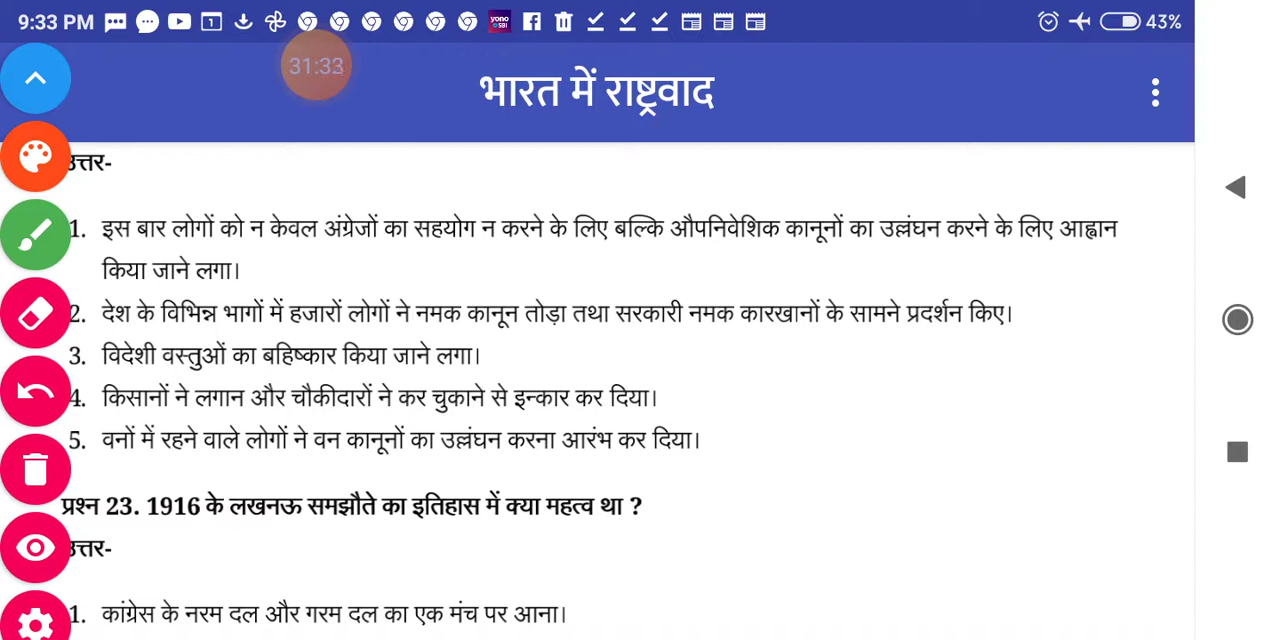 9:33 PM 1 yono SBI 43%
31:33
भारत में राष्ट्रवाद
उत्तर-
1. इस बार लोगों को न केवल अंग्रेजों का सहयोग न करने के लिए बल्कि औपनिवेशिक कानूनों का उल्लंघन करने के लिए आह्वान
किया जाने लगा।
2. देश के विभिन्न भागों में हजारों लोगों ने नमक कानून तोड़ा तथा सरकारी नमक कारखानों के सामने प्रदर्शन किए।
3. विदेशी वस्तुओं का बहिष्कार किया जाने लगा।
4. किसानों ने लगान और चौकीदारों ने कर चुकाने से इन्कार कर दिया।
5. वनों में रहने वाले लोगों ने वन कानूनों का उल्लंघन करना आरंभ कर दिया।
प्रश्न 23. 1916 के लखनऊ समझौते का इतिहास में क्या महत्व था ?
उत्तर-
1. कांग्रेस के नरम दल और गरम दल का एक मंच पर आना।